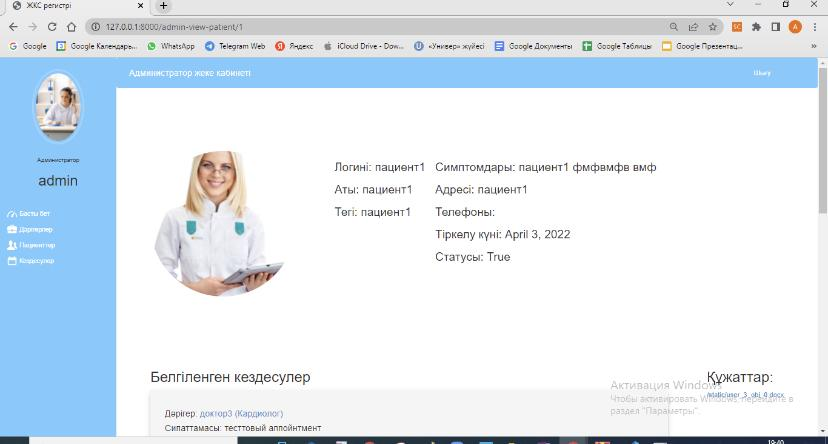 ЖКС регистрі
127.0.0.1:8000/admin-view-patient/1
Google Google Календарь... WhatsApp Telegram Web Яндекс iCloud Drive - Dow... «Универ» жүйесі Google Документы Google Таблицы Google Презентац... »
Администратор жеке кабинеті
Шығу
Администратор
admin
Басты бет
Дәрігерлер
Пациенттер
Кездесулер
Логині: пациент1
Аты: пациент1
Тегі: пациент1
Симптомдары: пациент1 фмфвмфв вмф
Адресі: пациент1
Телефоны:
Тіркелу күні: April 3, 2022
Статусы: True
Белгіленген кездесулер
Дәрігер: доктор3 (Кардиолог)
Сипаттамасы: тесттовый аппойнтмент
Құжаттар:
/static/user_3_obj_0.docx
Активация Windows
Чтобы активировать Windows, перейдите в
раздел "Параметры".
19:40